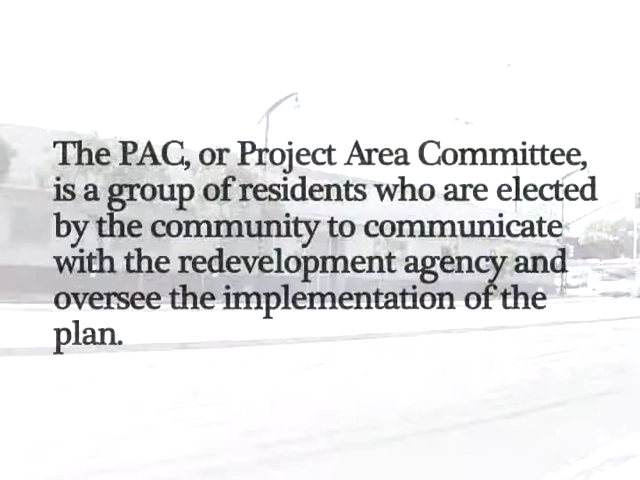 The PAC, or Project Area Committee,
is a group of residents who are elected
by the community to communicate
with the redevelopment agency and
oversee the implementation of the
plan.